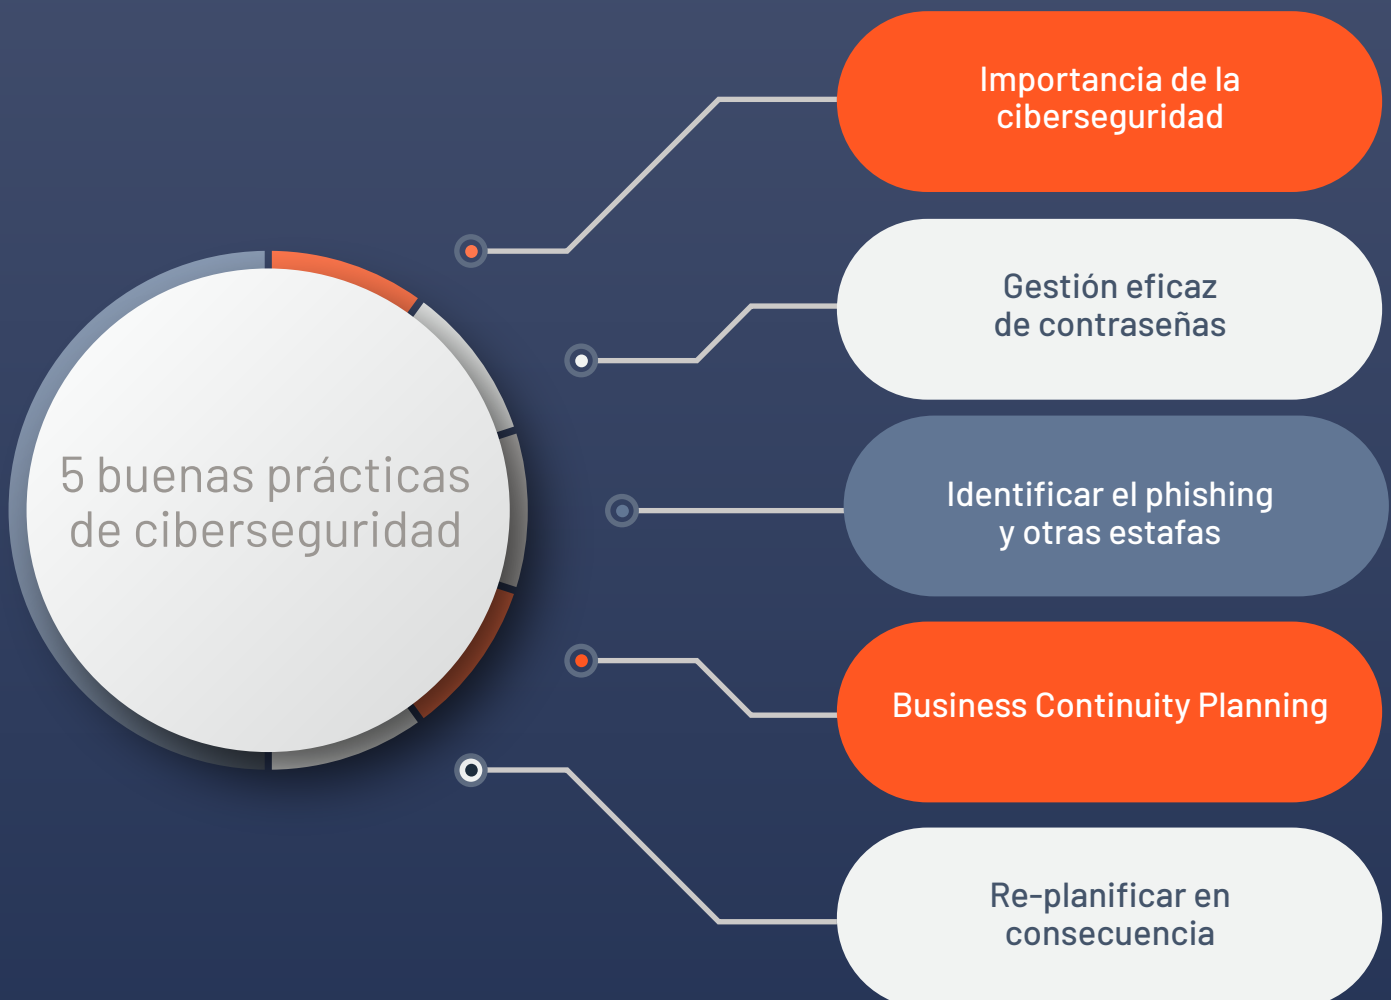 5 buenas prácticas
de ciberseguridad
Importancia de la
ciberseguridad
Gestión eficaz
de contraseñas
Identificar el phishing
y otras estafas
Business Continuity Planning
Re-planificar en
consecuencia